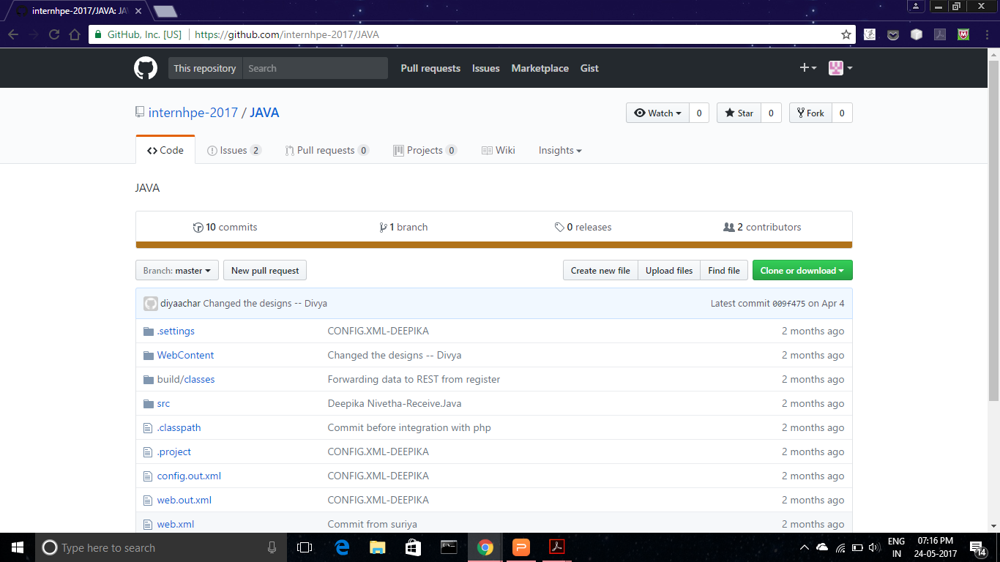 internhpe-2017/JAVA: JA
GitHub, Inc. [US] https://github.com/internhpe-2017/JAVA
This repository Search Pull requests Issues Marketplace Gist
internhpe-2017 / JAVA Watch 0 Star 0 Fork 0
Code Issues 2 Pull requests 0 Projects 0 Wiki Insights
JAVA
10 commits 1 branch 0 releases 2 contributors
Branch: master New pull request Create new file Upload files Find file Clone or download
diyaachar Changed the designs -- Divya Latest commit 009f475 on Apr 4
.settings CONFIG.XML-DEEPIKA 2 months ago
WebContent Changed the designs -- Divya 2 months ago
build/classes Forwarding data to REST from register 2 months ago
src Deepika Nivetha-Receive.Java 2 months ago
.classpath Commit before integration with php 2 months ago
.project CONFIG.XML-DEEPIKA 2 months ago
config.out.xml CONFIG.XML-DEEPIKA 2 months ago
web.out.xml CONFIG.XML-DEEPIKA 2 months ago
web.xml Commit from suriya 2 months ago
Type here to search ENG 07:16 PM
IN 24-05-2017 14